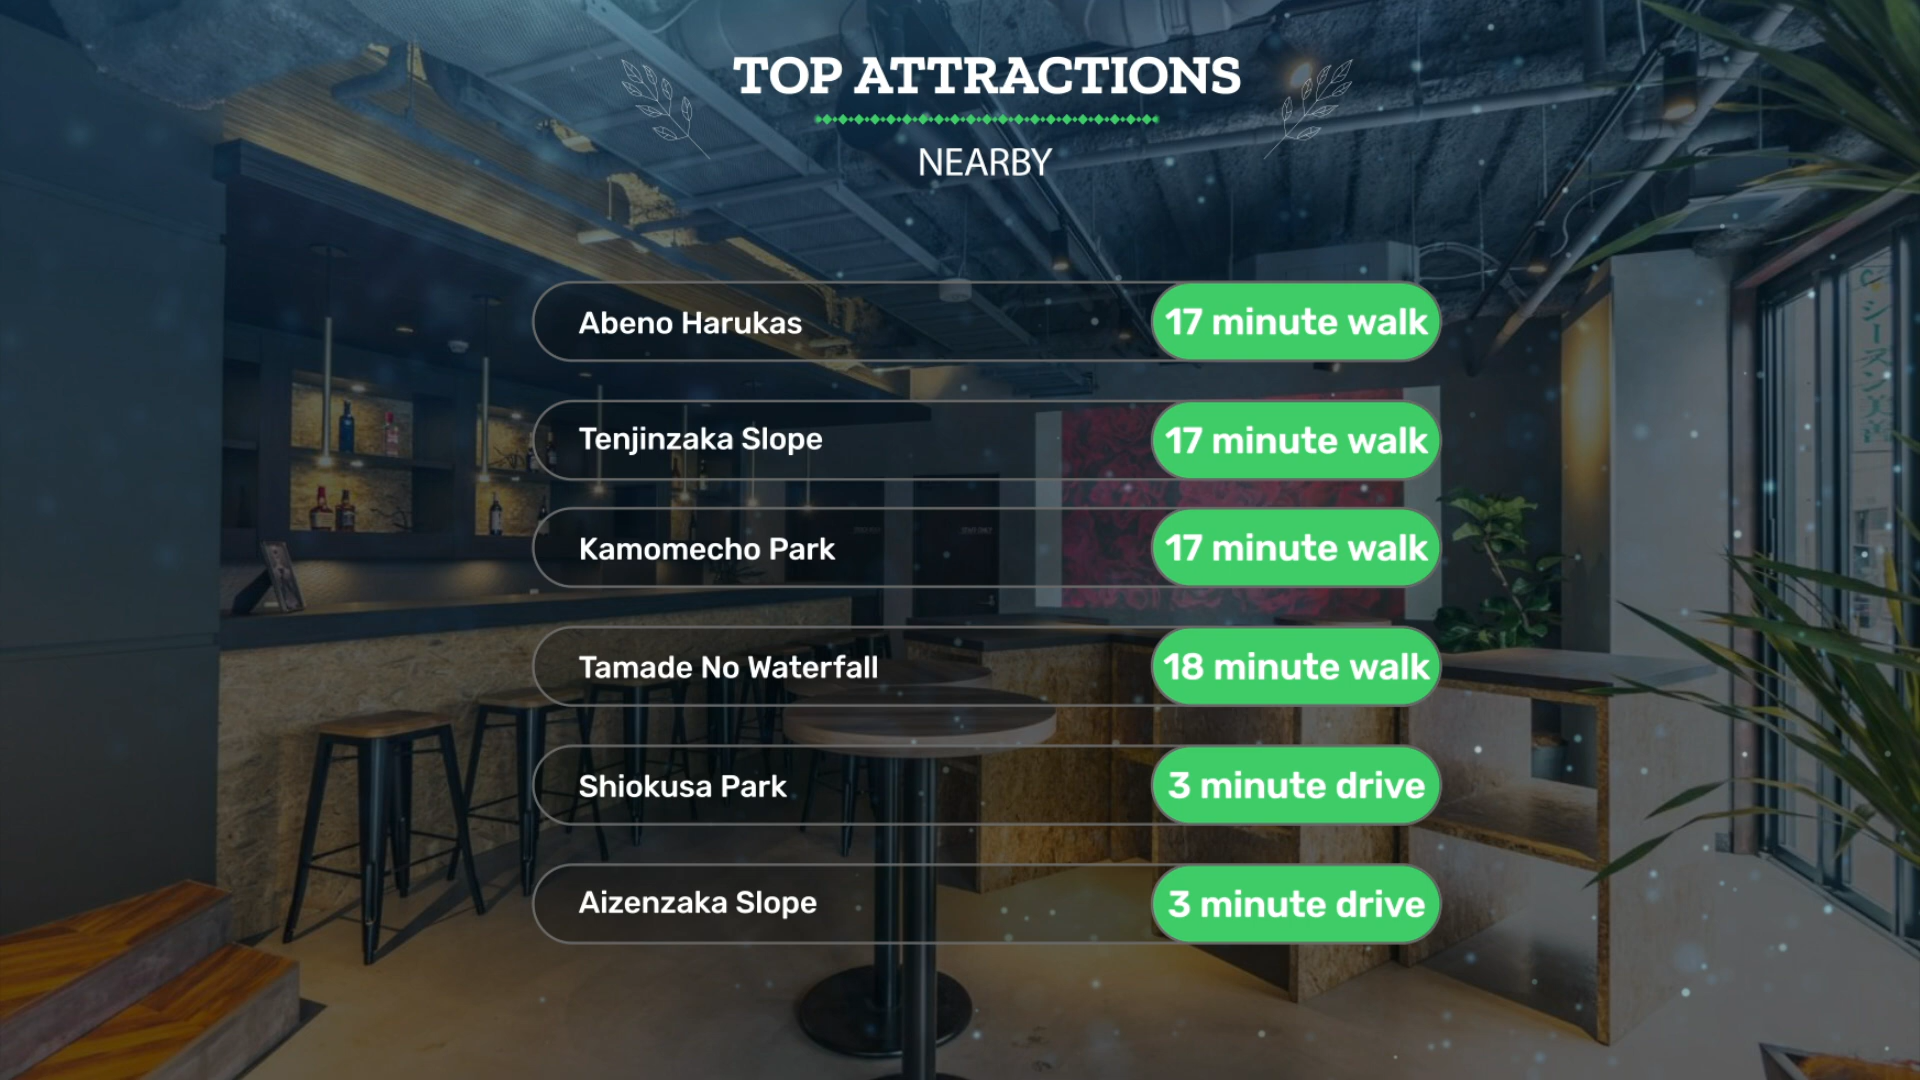 TOP ATTRACTIONS
NEARBY
Abeno Harukas
17 minute walk
Tenjinzaka Slope
17 minute walk
Kamomecho Park
17 minute walk
Tamade No Waterfall
18 minute walk
Shiokusa Park
3 minute drive
Aizenzaka Slope
3 minute drive